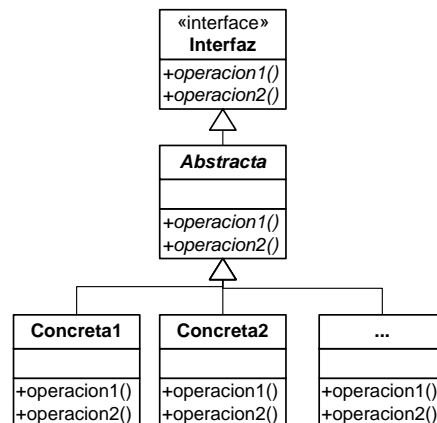 «interface»
Interfaz
+operacion1()
+operacion2()
Abstracta
+operacion1()
+operacion2()
Concreta1
+operacion1()
+operacion2()
Concreta2
+operacion1()
+operacion2()
...
+operacion1()
+operacion2()